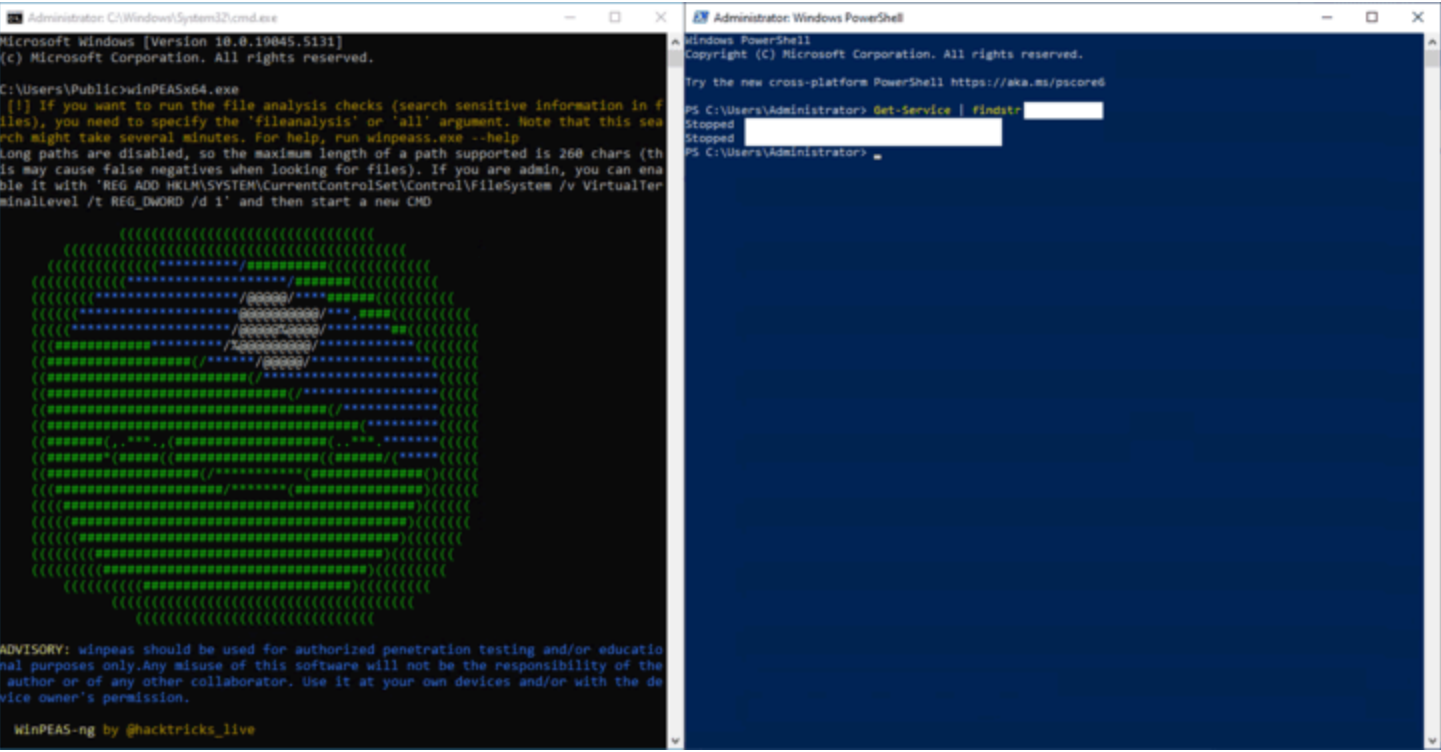 Administrator: C:\Windows\System32\cmd.exe
Microsoft Windows [Version 10.0.19045.5131]
(c) Microsoft Corporation. All rights reserved.
C:\Users\Public>winPEASx64.exe
[!] If you want to run the file analysis checks (search sensitive information in f
iles), you need to specify the 'fileanalysis' or 'all' argument. Note that this sea
rch might take several minutes. For help, run winpeass.exe --help
Long paths are disabled, so the maximum length of a path supported is 260 chars (th
is may cause false negatives when looking for files). If you are admin, you can ena
ble it with 'REG ADD HKLM\SYSTEM\CurrentControlSet\Control\FileSystem /v VirtualTer
minalLevel /t REG_DWORD /d 1' and then start a new CMD
ADVISORY: winpeas should be used for authorized penetration testing and/or educatio
nal purposes only.Any misuse of this software will not be the responsibility of the
author or of any other collaborator. Use it at your own devices and/or with the de
vice owner's permission.
WinPEAS-ng by @hacktricks_live
Administrator: Windows PowerShell
Windows PowerShell
Copyright (C) Microsoft Corporation. All rights reserved.
Try the new cross-platform PowerShell https://aka.ms/pscore6
PS C:\Users\Administrator> Get-Service | findstr
Stopped
Stopped
PS C:\Users\Administrator>